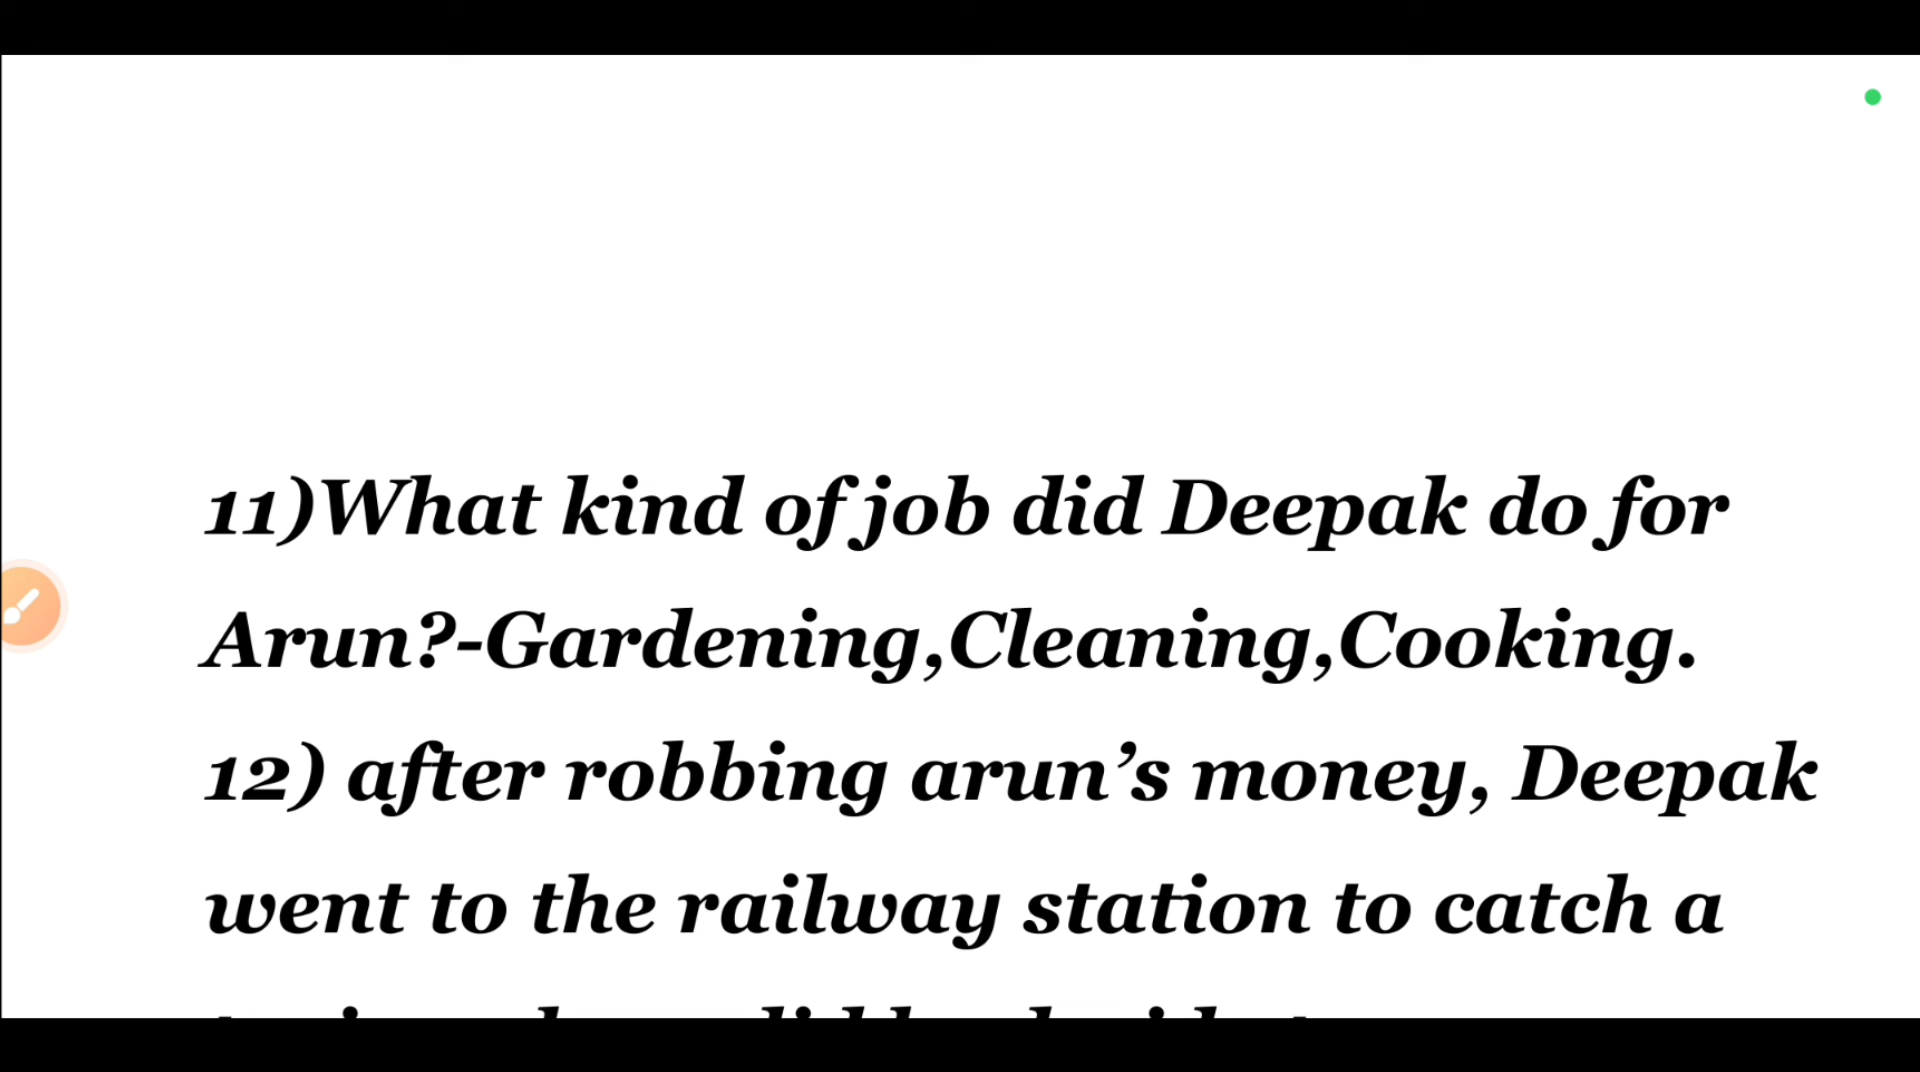 11)What kind of job did Deepak do for
Arun?-Gardening,Cleaning,Cooking.
12) after robbing arun’s money, Deepak
went to the railway station to catch a